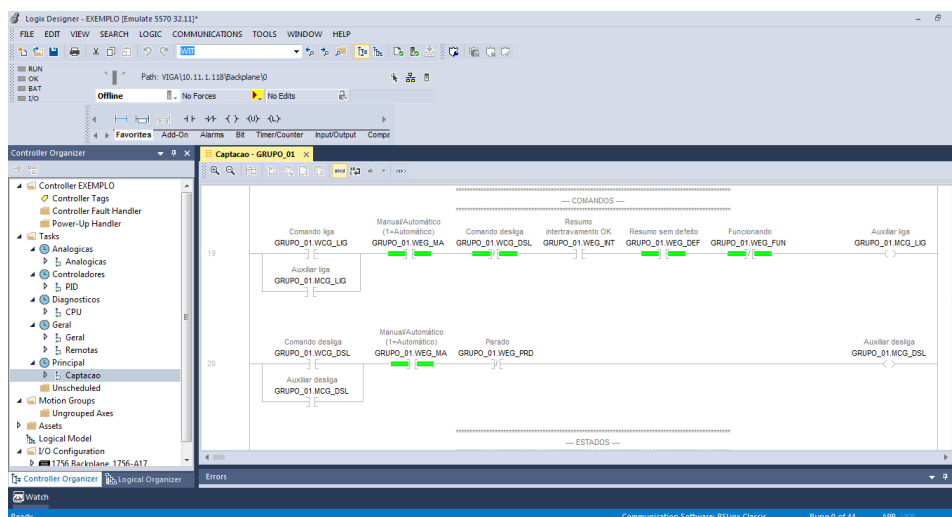 Logix Designer - EXEMPLO [Emulate 5570 32.11]*
FILE EDIT VIEW SEARCH LOGIC COMMUNICATIONS TOOLS WINDOW HELP
WIT
RUN
OK
BAT
I/O
Path: VIGA\10.11.1.118\Backplane\0
Offline No Forces No Edits
Favorites Add-On Alarms Bit Timer/Counter Input/Output Compe
Controller Organizer
Captacao - GRUPO_01
Controller EXEMPLO
Controller Tags
Controller Fault Handler
Power-Up Handler
Tasks
Analogicas
Analogicas
Controladores
PID
Diagnosticos
CPU
Geral
Geral
Remotas
Principal
Captacao
Unscheduled
Motion Groups
Ungrouped Axes
Assets
Logical Model
I/O Configuration
1756 Backplane, 1756-A17
Controller Organizer Logical Organizer
--- COMANDOS ---
19
Comando liga
GRUPO_01.WCG_LIG
Manual/Automático
(1=Automático)
GRUPO_01.WEG_MA
Comando desliga
GRUPO_01.WCG_DSL
Resumo
intertravamento OK
GRUPO_01.WEG_INT
Resumo sem defeito
GRUPO_01.WEG_DEF
Funcionando
GRUPO_01.WEG_FUN
Auxiliar liga
GRUPO_01.MCG_LIG
Auxiliar liga
GRUPO_01.MCG_LIG
20
Comando desliga
GRUPO_01.WCG_DSL
Manual/Automático
(1=Automático)
GRUPO_01.WEG_MA
Parado
GRUPO_01.WEG_PRD
Auxiliar desliga
GRUPO_01.MCG_DSL
Auxiliar desliga
GRUPO_01.MCG_DSL
--- ESTADOS ---
Errors
Watch
Ready
Communication Software: RSLinx Classic Rung 0 of 44 APP